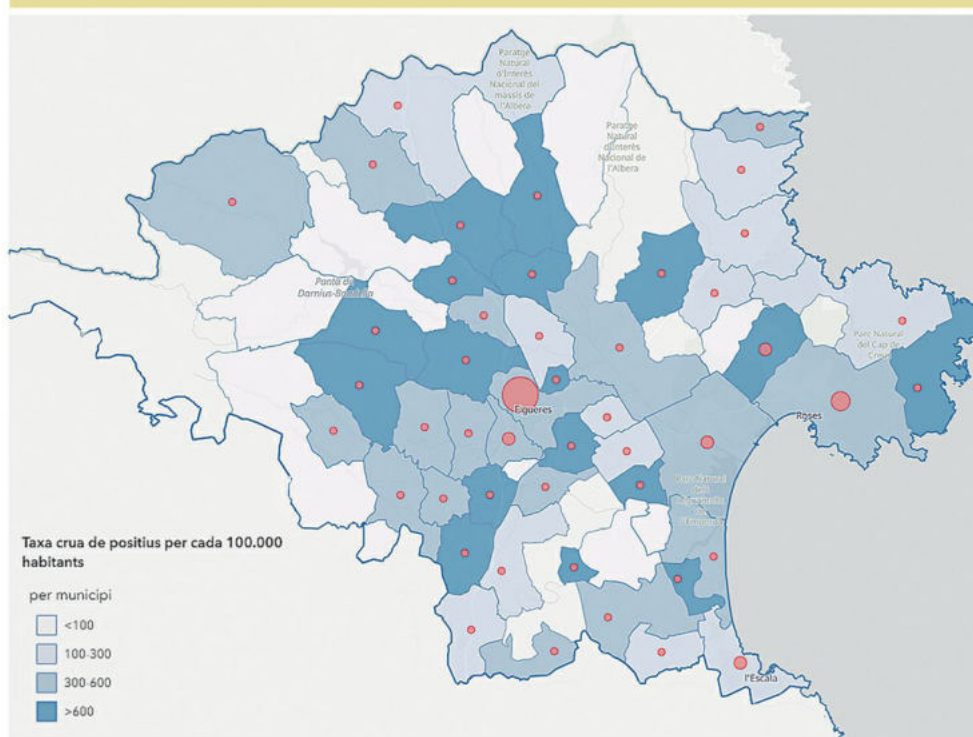 Paratge
Natural
d'Interès
Nacional del
massís de
l'Albera
Paratge
Natural
d'Interès
Nacional de
l'Albera
Pantà de
Darnius-Boadella
Parc Natural
del Cap de
Creus
Figueres
Roses
Parc Natural
dels
Aiguamolls
de
l'Empordà
Taxa crua de positius per cada 100.000
habitants
per municipi
<100
100-300
300-600
>600
l'Escala